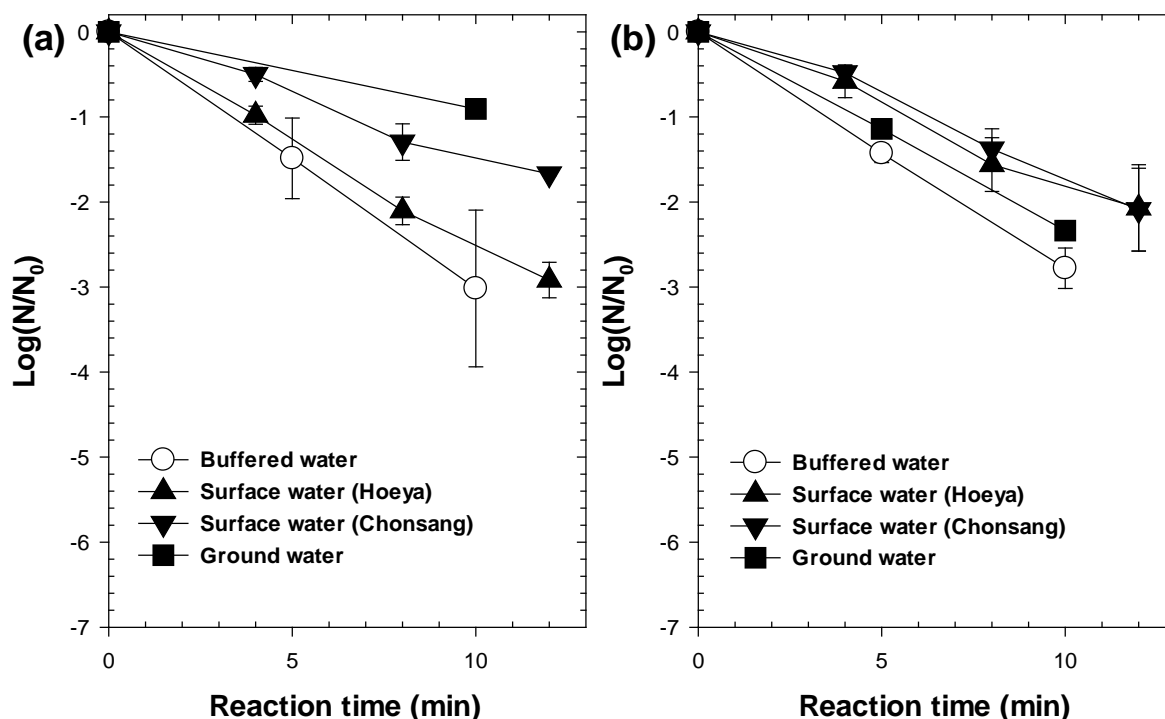 (a)
0
-1
-2
-3
-4
-5
-6
-7
Log(N/N0)
Buffered water
Surface water (Hoeya)
Surface water (Chonsang)
Ground water
0 5 10
Reaction time (min)
(b)
0
-1
-2
-3
-4
-5
-6
-7
Log(N/N0)
Buffered water
Surface water (Hoeya)
Surface water (Chonsang)
Ground water
0 5 10
Reaction time (min)